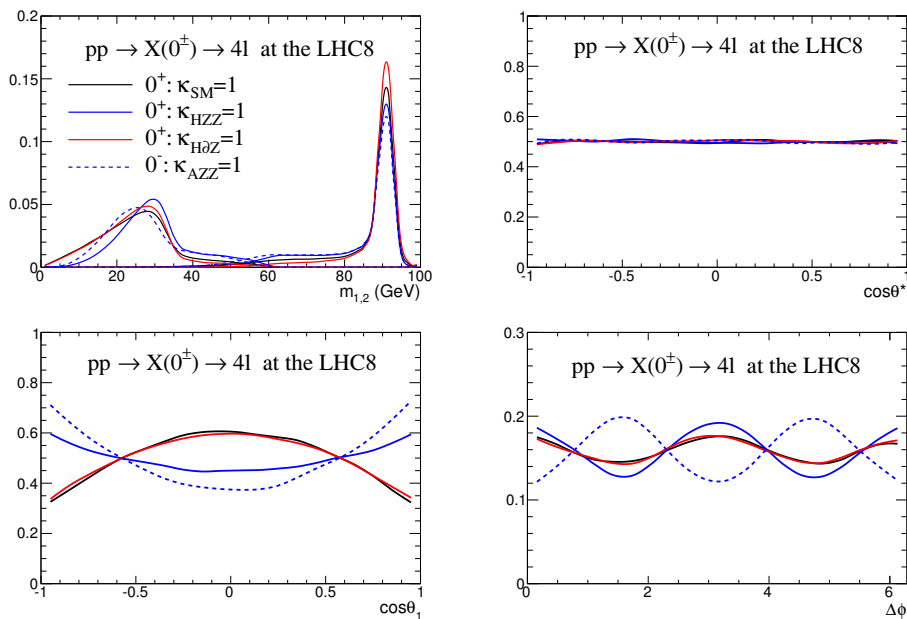 pp → X(0±) → 4l at the LHC8
0⁺: κSM=1
0⁺: κHZZ=1
0⁺: κH∂Z=1
0⁻: κAZZ=1
0.2
0.15
0.1
0.05
0
0 20 40 60 80 100
m1,2 (GeV)
pp → X(0±) → 4l at the LHC8
1
0.8
0.6
0.4
0.2
0
-1 -0.5 0 0.5 1
cosθ*
pp → X(0±) → 4l at the LHC8
1
0.8
0.6
0.4
0.2
0
-1 -0.5 0 0.5 1
cosθ1
pp → X(0±) → 4l at the LHC8
0.3
0.2
0.1
0
0 2 4 6
Δϕ